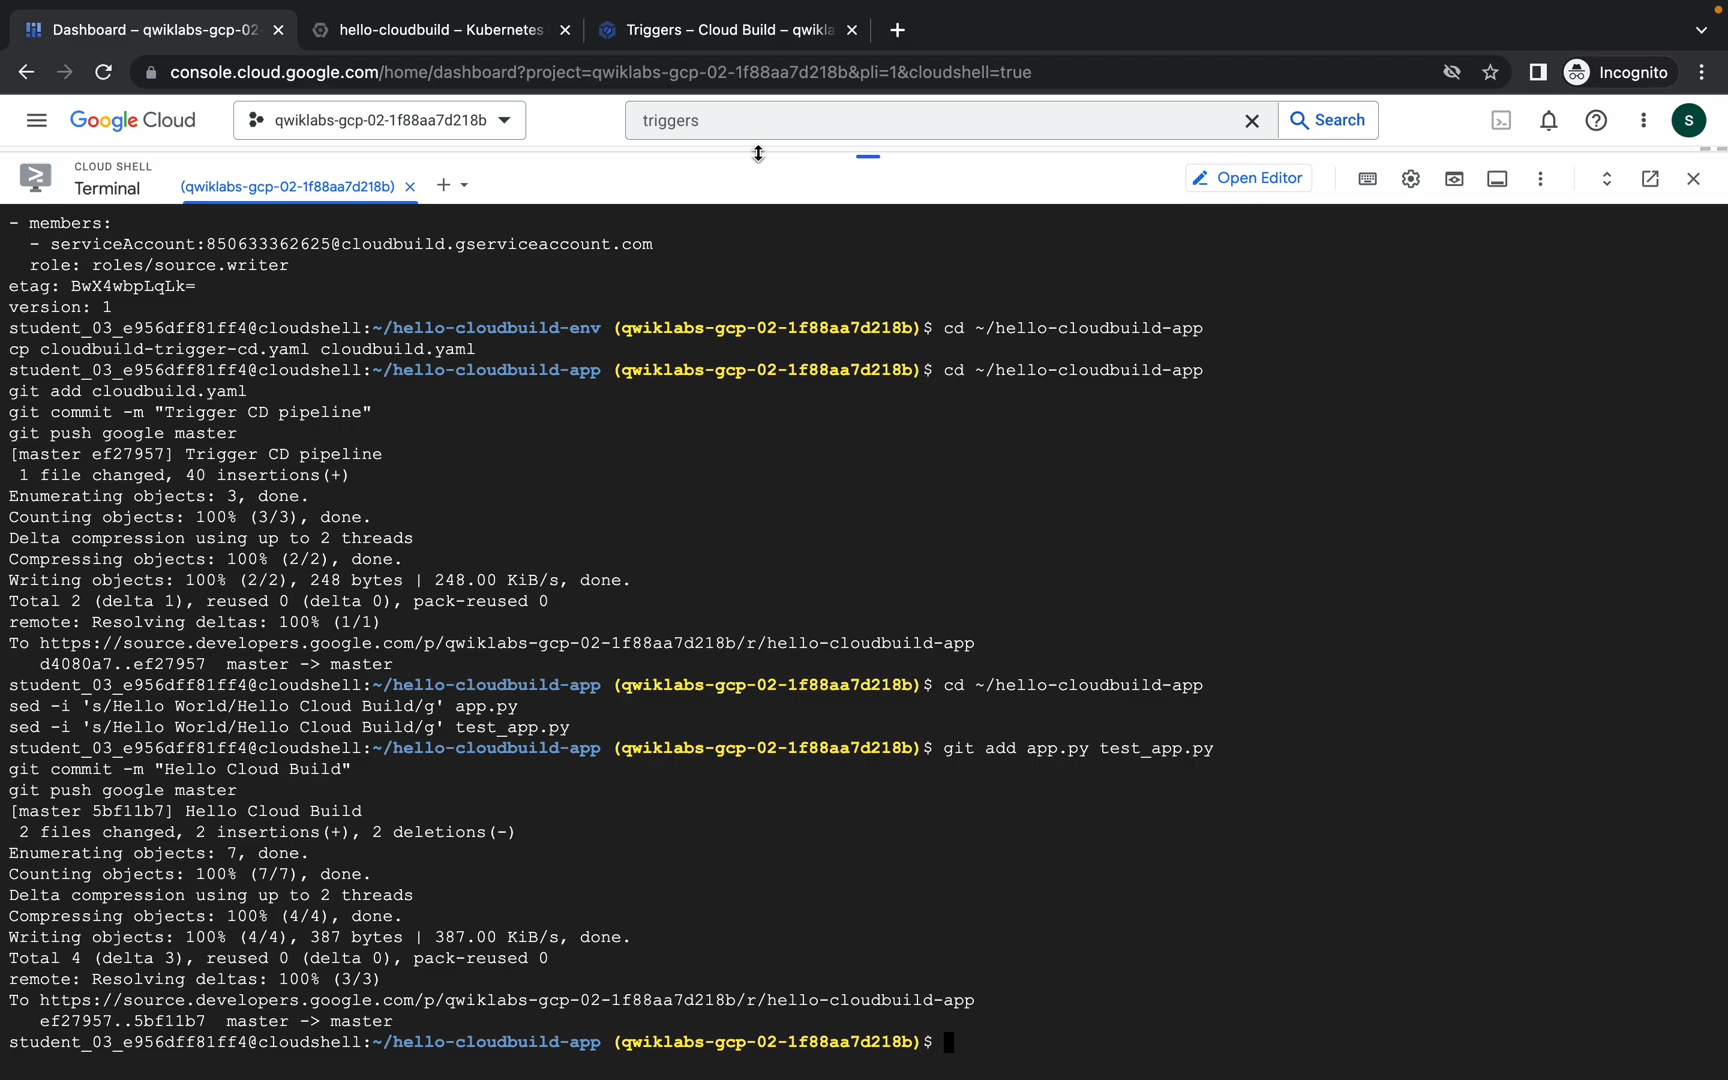 Dashboard – qwiklabs-gcp-02-
hello-cloudbuild – Kubernetes
Triggers – Cloud Build – qwikla
console.cloud.google.com/home/dashboard?project=qwiklabs-gcp-02-1f88aa7d218b&pli=1&cloudshell=true
Incognito
Google Cloud
qwiklabs-gcp-02-1f88aa7d218b
triggers
Search
S
CLOUD SHELL
Terminal
(qwiklabs-gcp-02-1f88aa7d218b)
Open Editor
- members:
- serviceAccount:850633362625@cloudbuild.gserviceaccount.com
role: roles/source.writer
etag: BwX4wbpLqLk=
version: 1
student_03_e956dff81ff4@cloudshell:~/hello-cloudbuild-env (qwiklabs-gcp-02-1f88aa7d218b)$ cd ~/hello-cloudbuild-app
cp cloudbuild-trigger-cd.yaml cloudbuild.yaml
student_03_e956dff81ff4@cloudshell:~/hello-cloudbuild-app (qwiklabs-gcp-02-1f88aa7d218b)$ cd ~/hello-cloudbuild-app
git add cloudbuild.yaml
git commit -m "Trigger CD pipeline"
git push google master
[master ef27957] Trigger CD pipeline
1 file changed, 40 insertions(+)
Enumerating objects: 3, done.
Counting objects: 100% (3/3), done.
Delta compression using up to 2 threads
Compressing objects: 100% (2/2), done.
Writing objects: 100% (2/2), 248 bytes | 248.00 KiB/s, done.
Total 2 (delta 1), reused 0 (delta 0), pack-reused 0
remote: Resolving deltas: 100% (1/1)
To https://source.developers.google.com/p/qwiklabs-gcp-02-1f88aa7d218b/r/hello-cloudbuild-app
d4080a7..ef27957  master -> master
student_03_e956dff81ff4@cloudshell:~/hello-cloudbuild-app (qwiklabs-gcp-02-1f88aa7d218b)$ cd ~/hello-cloudbuild-app
sed -i 's/Hello World/Hello Cloud Build/g' app.py
sed -i 's/Hello World/Hello Cloud Build/g' test_app.py
student_03_e956dff81ff4@cloudshell:~/hello-cloudbuild-app (qwiklabs-gcp-02-1f88aa7d218b)$ git add app.py test_app.py
git commit -m "Hello Cloud Build"
git push google master
[master 5bf11b7] Hello Cloud Build
2 files changed, 2 insertions(+), 2 deletions(-)
Enumerating objects: 7, done.
Counting objects: 100% (7/7), done.
Delta compression using up to 2 threads
Compressing objects: 100% (4/4), done.
Writing objects: 100% (4/4), 387 bytes | 387.00 KiB/s, done.
Total 4 (delta 3), reused 0 (delta 0), pack-reused 0
remote: Resolving deltas: 100% (3/3)
To https://source.developers.google.com/p/qwiklabs-gcp-02-1f88aa7d218b/r/hello-cloudbuild-app
ef27957..5bf11b7  master -> master
student_03_e956dff81ff4@cloudshell:~/hello-cloudbuild-app (qwiklabs-gcp-02-1f88aa7d218b)$